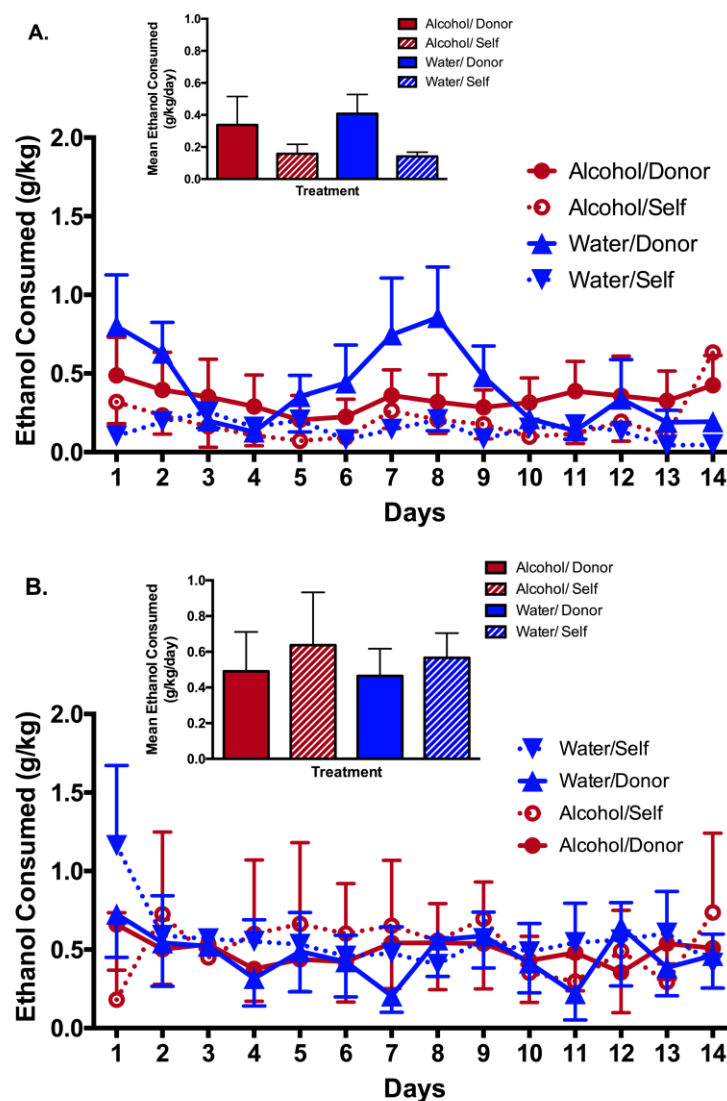 A.
Mean Ethanol Consumed
(g/kg/day)
1.0
0.8
0.6
0.4
0.2
0.0
Treatment
Alcohol/Donor
Alcohol/Self
Water/Donor
Water/Self
Ethanol Consumed (g/kg)
2.0
1.5
1.0
0.5
0.0
Alcohol/Donor
Alcohol/Self
Water/Donor
Water/Self
1 2 3 4 5 6 7 8 9 10 11 12 13 14
Days
B.
Mean Ethanol Consumed
(g/kg/day)
1.0
0.8
0.6
0.4
0.2
0.0
Treatment
Alcohol/Donor
Alcohol/Self
Water/Donor
Water/Self
Ethanol Consumed (g/kg)
2.0
1.5
1.0
0.5
0.0
Water/Self
Water/Donor
Alcohol/Self
Alcohol/Donor
1 2 3 4 5 6 7 8 9 10 11 12 13 14
Days